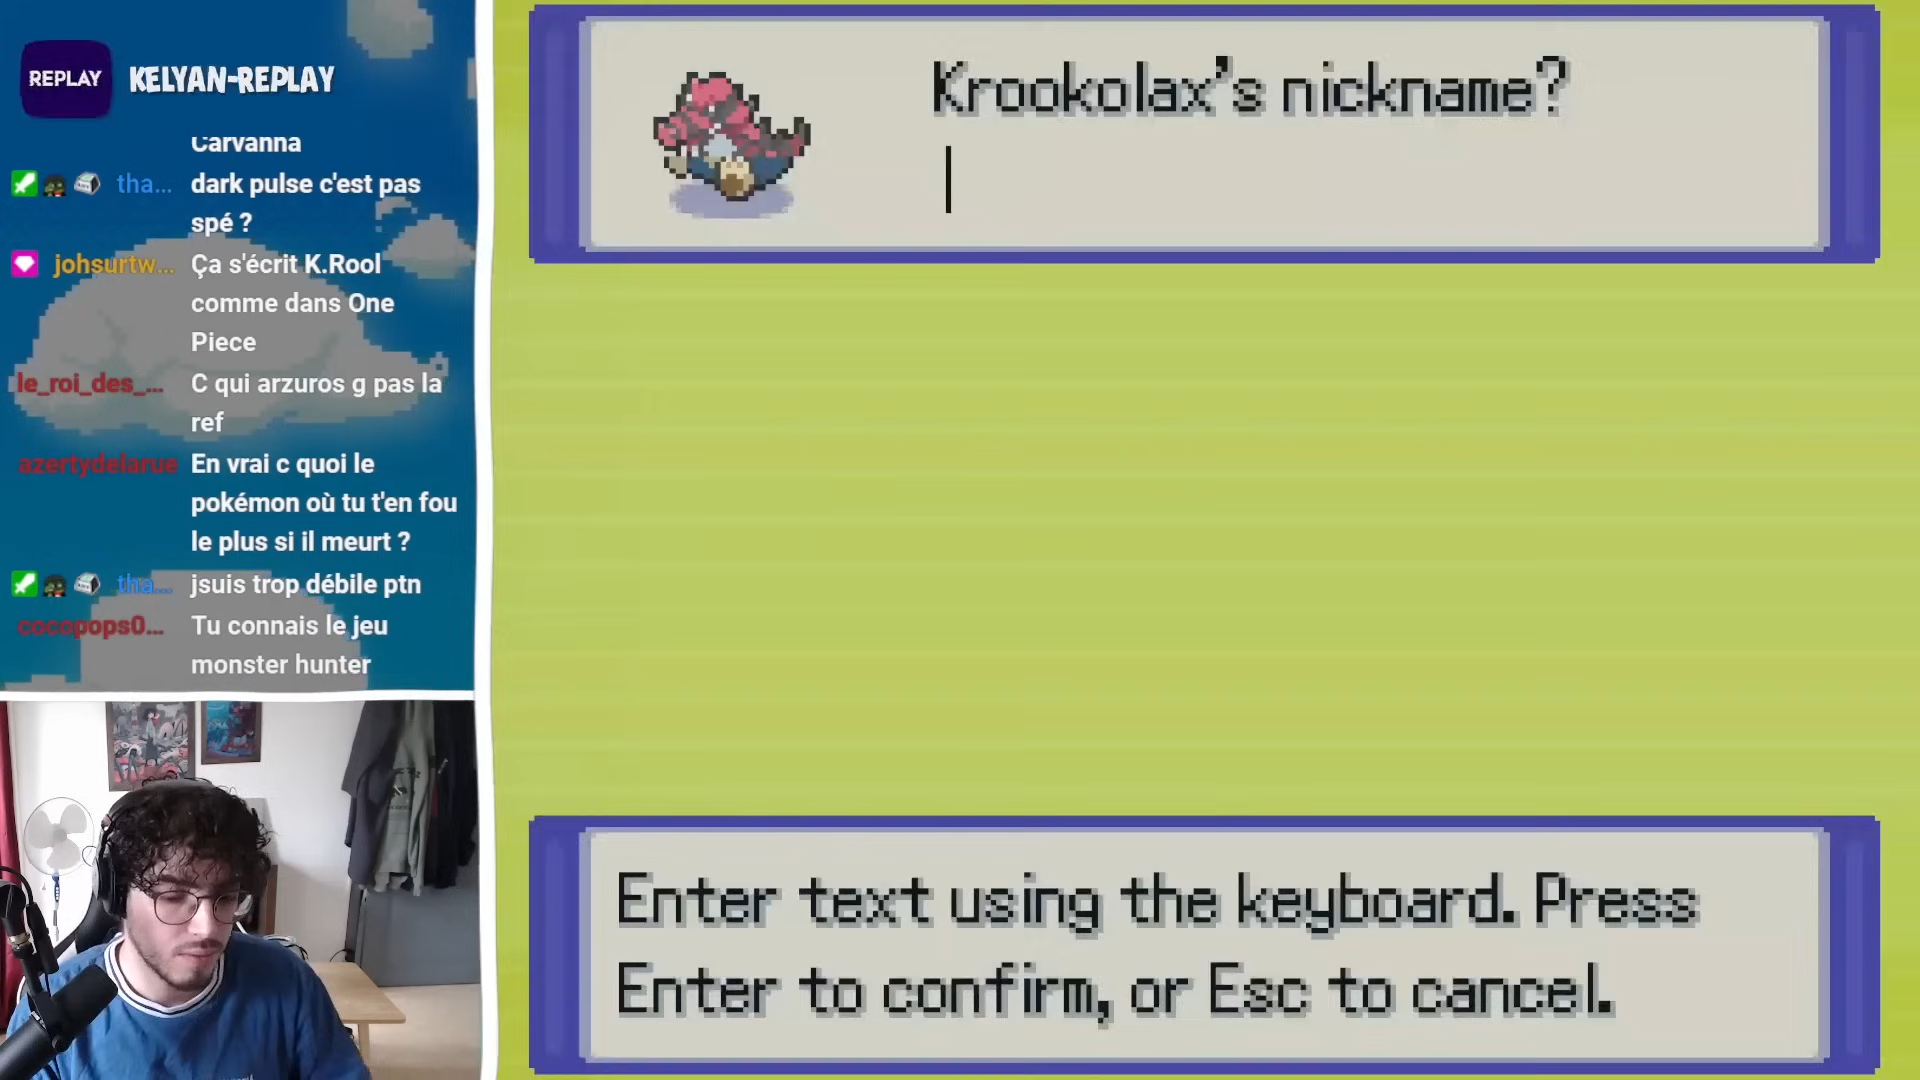 REPLAY KELYAN-REPLAY
Carvanna
tha... dark pulse c'est pas
spé ?
johsurtw... Ça s'écrit K.Rool
comme dans One
Piece
le_roi_des_... C qui arzuros g pas la
ref
azertydelarue En vrai c quoi le
pokémon où tu t'en fou
le plus si il meurt ?
tha... jsuis trop débile ptn
cocopops0... Tu connais le jeu
monster hunter
Krookolax's nickname?
Enter text using the keyboard. Press
Enter to confirm, or Esc to cancel.